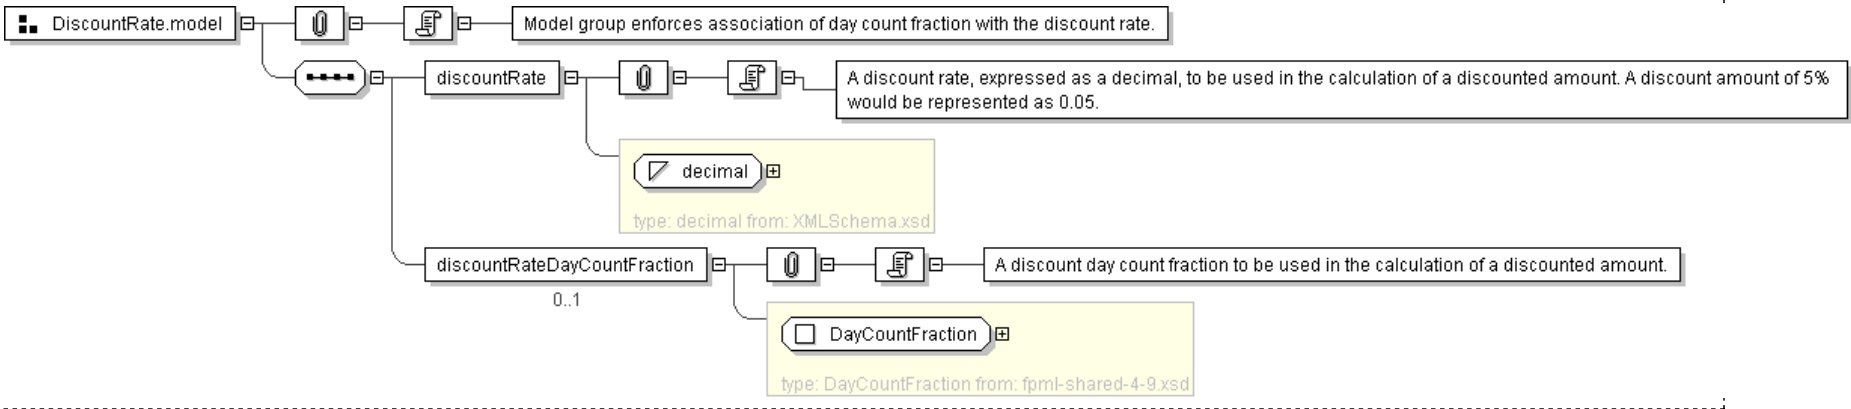 DiscountRate.model
Model group enforces association of day count fraction with the discount rate.
discountRate
A discount rate, expressed as a decimal, to be used in the calculation of a discounted amount. A discount amount of 5%
would be represented as 0.05.
decimal
type: decimal from: XMLSchema.xsd
discountRateDayCountFraction
A discount day count fraction to be used in the calculation of a discounted amount.
0..1
DayCountFraction
type: DayCountFraction from: fpml-shared-4-9.xsd